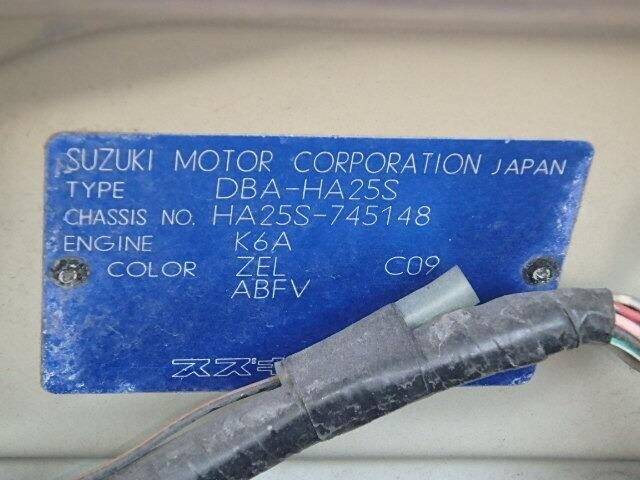 SUZUKI MOTOR CORPORATION JAPAN
TYPE DBA-HA25S
CHASSIS NO. HA25S-745148
ENGINE K6A
COLOR ZEL C09
ABFV
スズキ